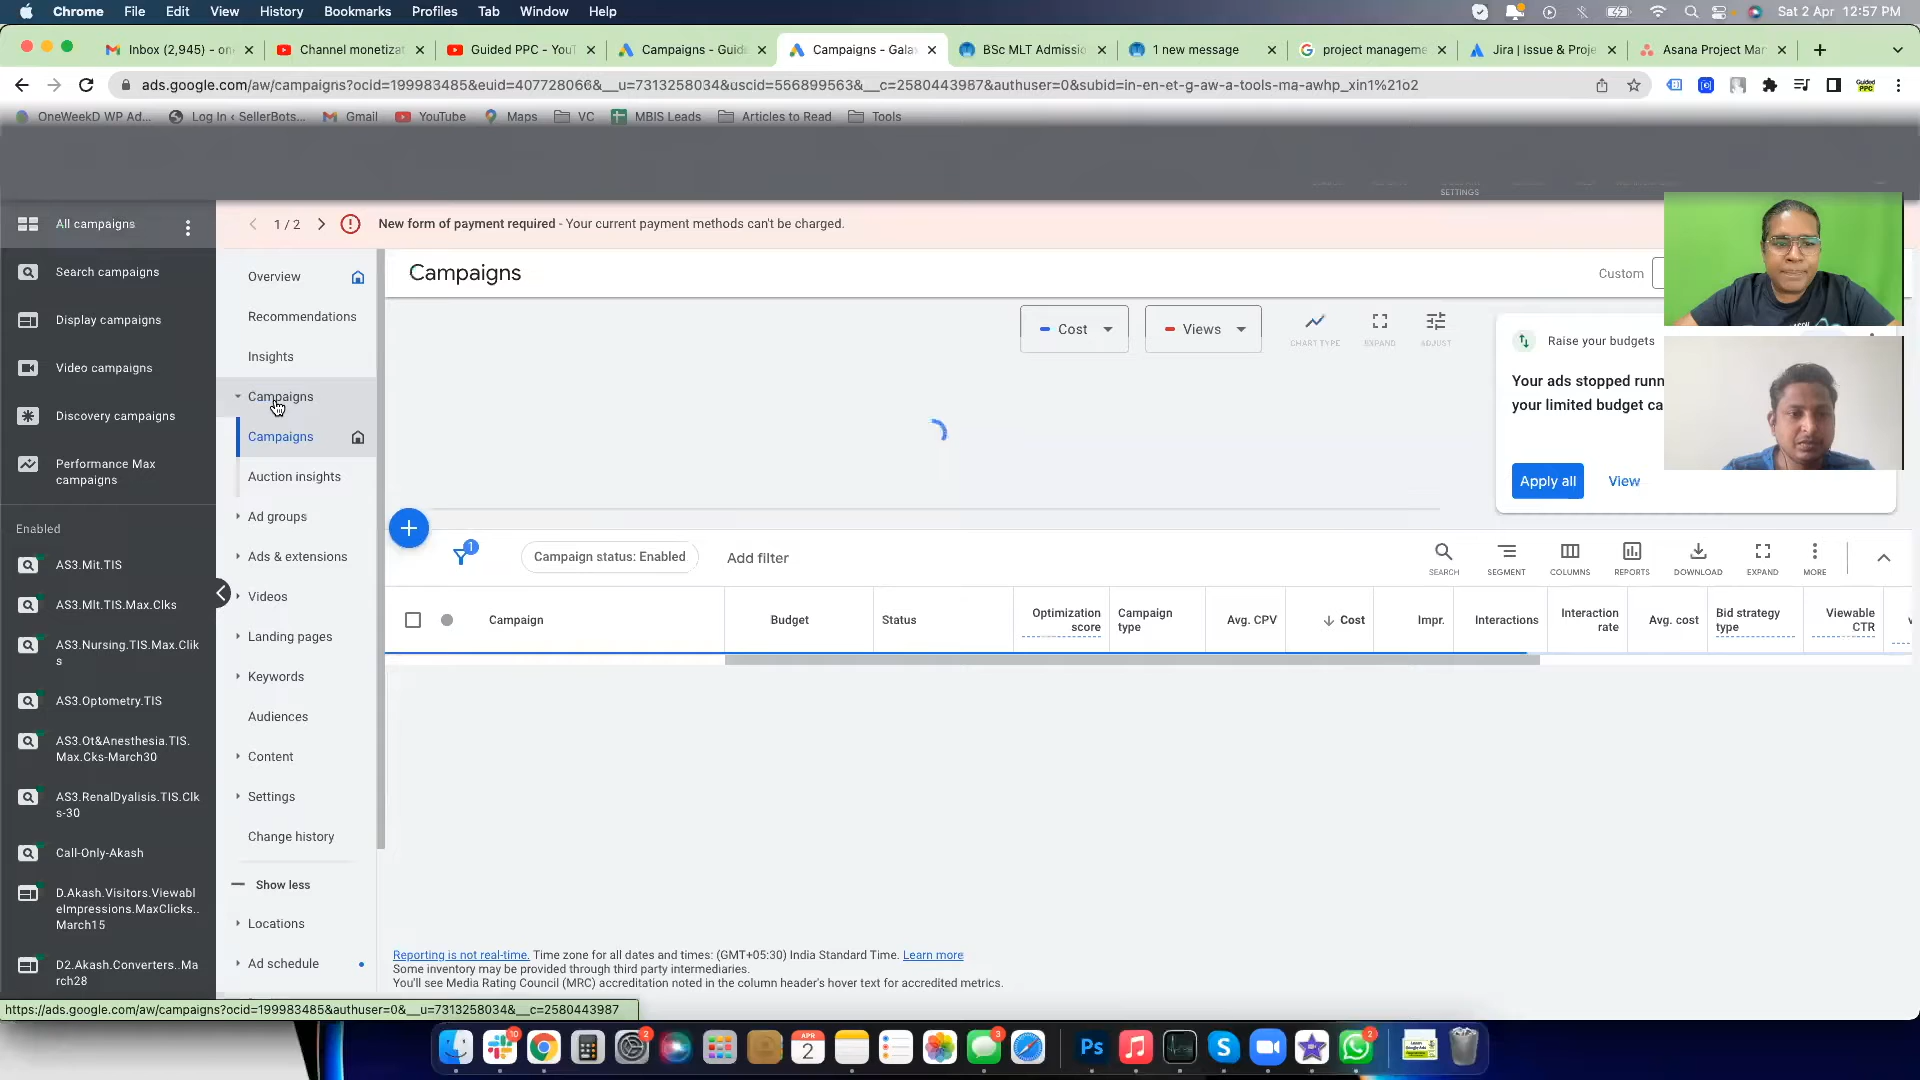 Chrome File Edit View History Bookmarks Profiles Tab Window Help Sat 2 Apr 12:57 PM
Inbox (2,945) - on Channel monetizat Guided PPC - YouT Campaigns - Guid Campaigns - Gala BSc MLT Admissi 1 new message project manageme Jira | Issue & Proje Asana Project Ma
ads.google.com/aw/campaigns?ocid=199983485&euid=407728066&__u=7313258034&uscid=556899563&__c=2580443987&authuser=0&subid=in-en-et-g-aw-a-tools-ma-awhp_xin1%21o2
OneWeekD WP Ad... Log In ‹ SellerBots... Gmail YouTube Maps VC MBIS Leads Articles to Read Tools
SETTINGS
All campaigns
Search campaigns
Display campaigns
Video campaigns
Discovery campaigns
Performance Max
campaigns
Enabled
AS3.Mit.TIS
AS3.Mlt.TIS.Max.Clks
AS3.Nursing.TIS.Max.Clk
s
AS3.Optometry.TIS
AS3.Ot&Anesthesia.TIS.
Max.Cks-March30
AS3.RenalDyalisis.TIS.Clk
s-30
Call-Only-Akash
D.Akash.Visitors.Viewabl
eImpressions.MaxClicks..
March15
D2.Akash.Converters..Ma
rch28
1 / 2 New form of payment required - Your current payment methods can't be charged.
Overview
Recommendations
Insights
Campaigns
Campaigns
Auction insights
Ad groups
Ads & extensions
Videos
Landing pages
Keywords
Audiences
Content
Settings
Change history
Show less
Locations
Ad schedule
Campaigns
Custom
Cost Views CHART TYPE EXPAND ADJUST
Raise your budgets
Your ads stopped runn
your limited budget ca
Apply all View
1 Campaign status: Enabled Add filter
SEARCH SEGMENT COLUMNS REPORTS DOWNLOAD EXPAND MORE
Campaign Budget Status Optimization score Campaign type Avg. CPV Cost Impr. Interactions Interaction rate Avg. cost Bid strategy type Viewable CTR
Reporting is not real-time. Time zone for all dates and times: (GMT+05:30) India Standard Time. Learn more
Some inventory may be provided through third party intermediaries.
You'll see Media Rating Council (MRC) accreditation noted in the column header's hover text for accredited metrics.
https://ads.google.com/aw/campaigns?ocid=199983485&authuser=0&__u=7313258034&__c=2580443987
10 2 APR 2 3 Ps 2